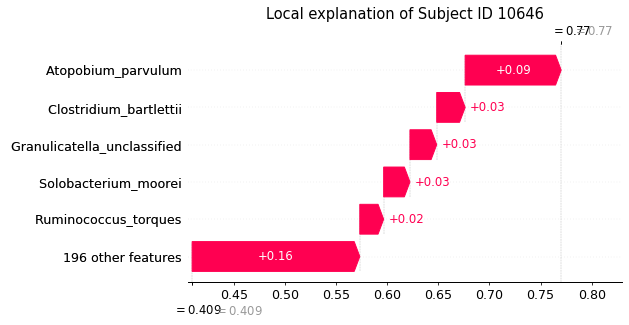 Local explanation of Subject ID 10646
= 0.77 = 0.77
Atopobium_parvulum +0.09
Clostridium_bartlettii +0.03
Granulicatella_unclassified +0.03
Solobacterium_moorei +0.03
Ruminococcus_torques +0.02
196 other features +0.16
0.45 0.50 0.55 0.60 0.65 0.70 0.75 0.80
= 0.409 = 0.409